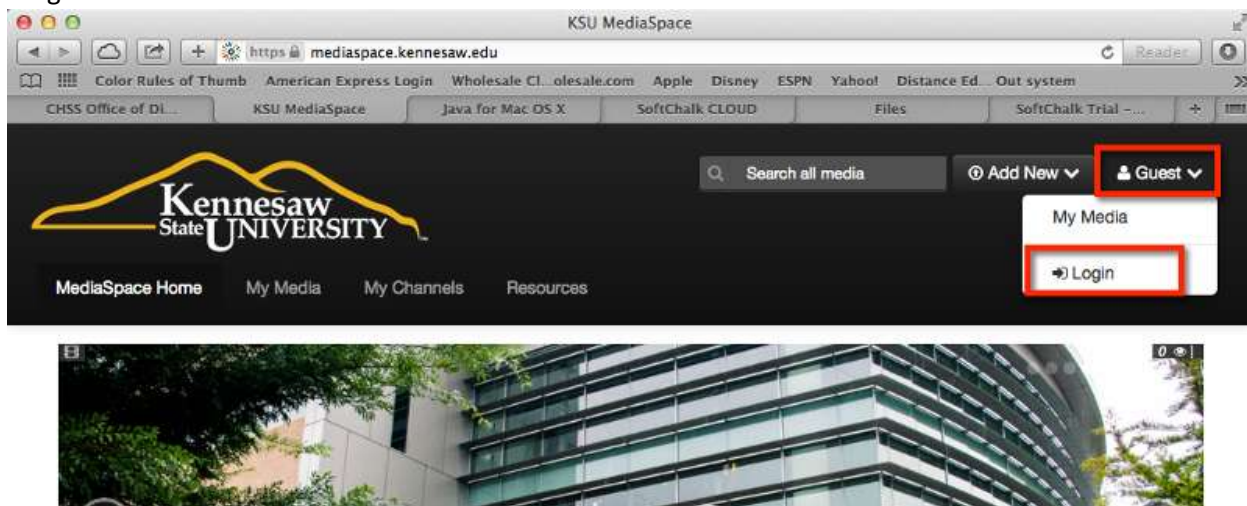 KSU MediaSpace
https mediaspace.kennesaw.edu
Reader
Color Rules of Thumb American Express Login Wholesale Cl...olesale.com Apple Disney ESPN Yahoo! Distance Ed... Out system
CHSS Office of Di... KSU MediaSpace Java for Mac OS X SoftChalk CLOUD Files SoftChalk Trial –...
Search all media Add New Guest
Kennesaw
State UNIVERSITY
My Media
Login
MediaSpace Home My Media My Channels Resources
0